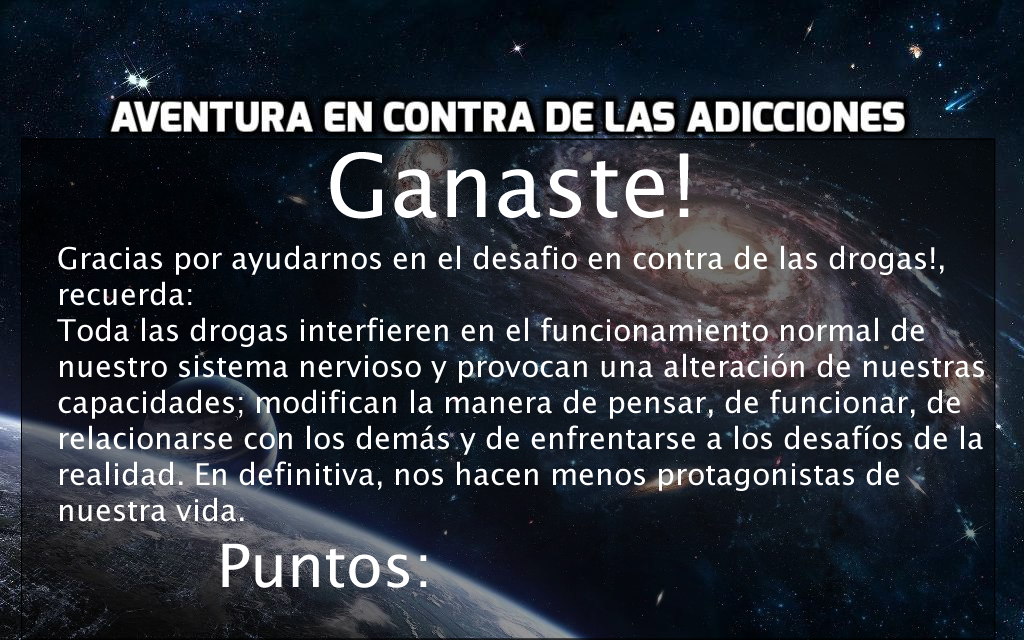 AVENTURA EN CONTRA DE LAS ADICCIONES
Ganaste!
Gracias por ayudarnos en el desafio en contra de las drogas!,
recuerda:
Toda las drogas interfieren en el funcionamiento normal de
nuestro sistema nervioso y provocan una alteración de nuestras
capacidades; modifican la manera de pensar, de funcionar, de
relacionarse con los demás y de enfrentarse a los desafíos de la
realidad. En definitiva, nos hacen menos protagonistas de
nuestra vida.
Puntos: